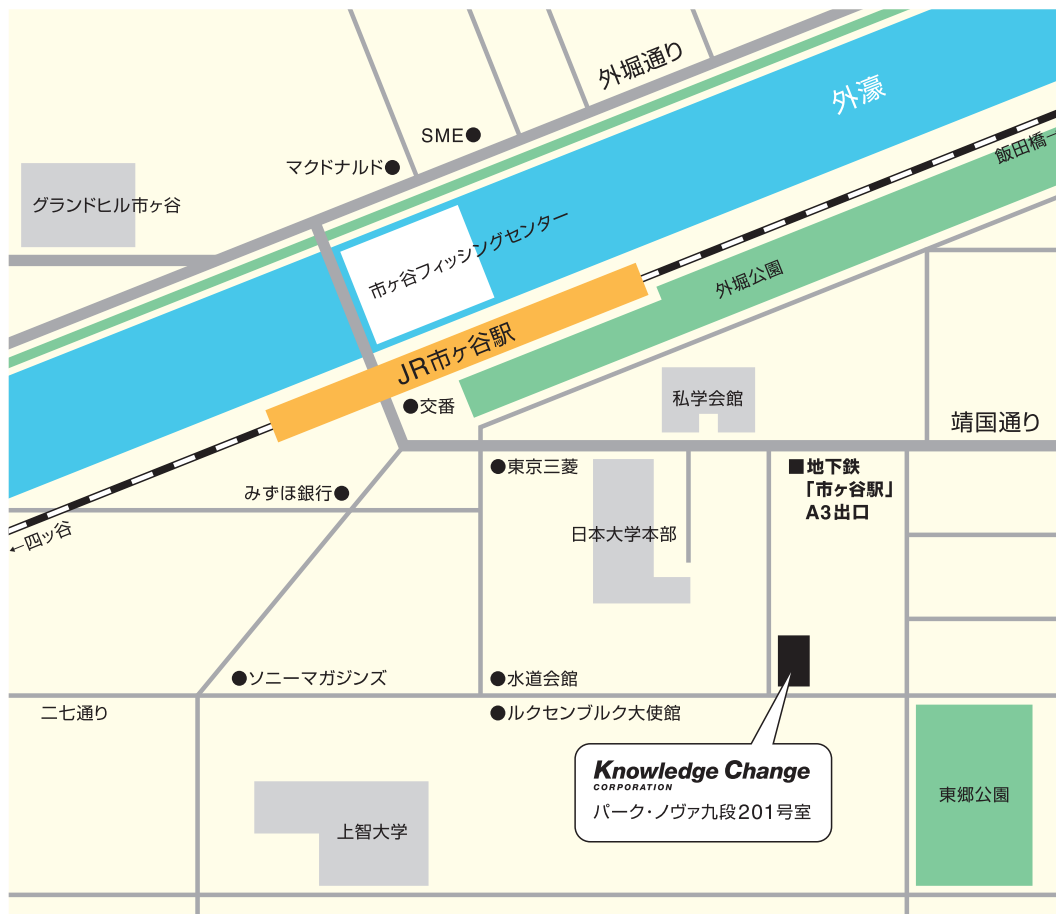 外堀通り
外濠
SME●
マクドナルド●
飯田橋→
グランドヒル市ヶ谷
市ヶ谷フィッシングセンター
外堀公園
JR市ヶ谷駅
●交番
私学会館
靖国通り
●東京三菱
■地下鉄
「市ヶ谷駅」
A3出口
みずほ銀行●
日本大学本部
←四ッ谷
●ソニーマガジンズ
●水道会館
二七通り
●ルクセンブルク大使館
Knowledge Change
CORPORATION
パーク・ノヴァ九段201号室
東郷公園
上智大学